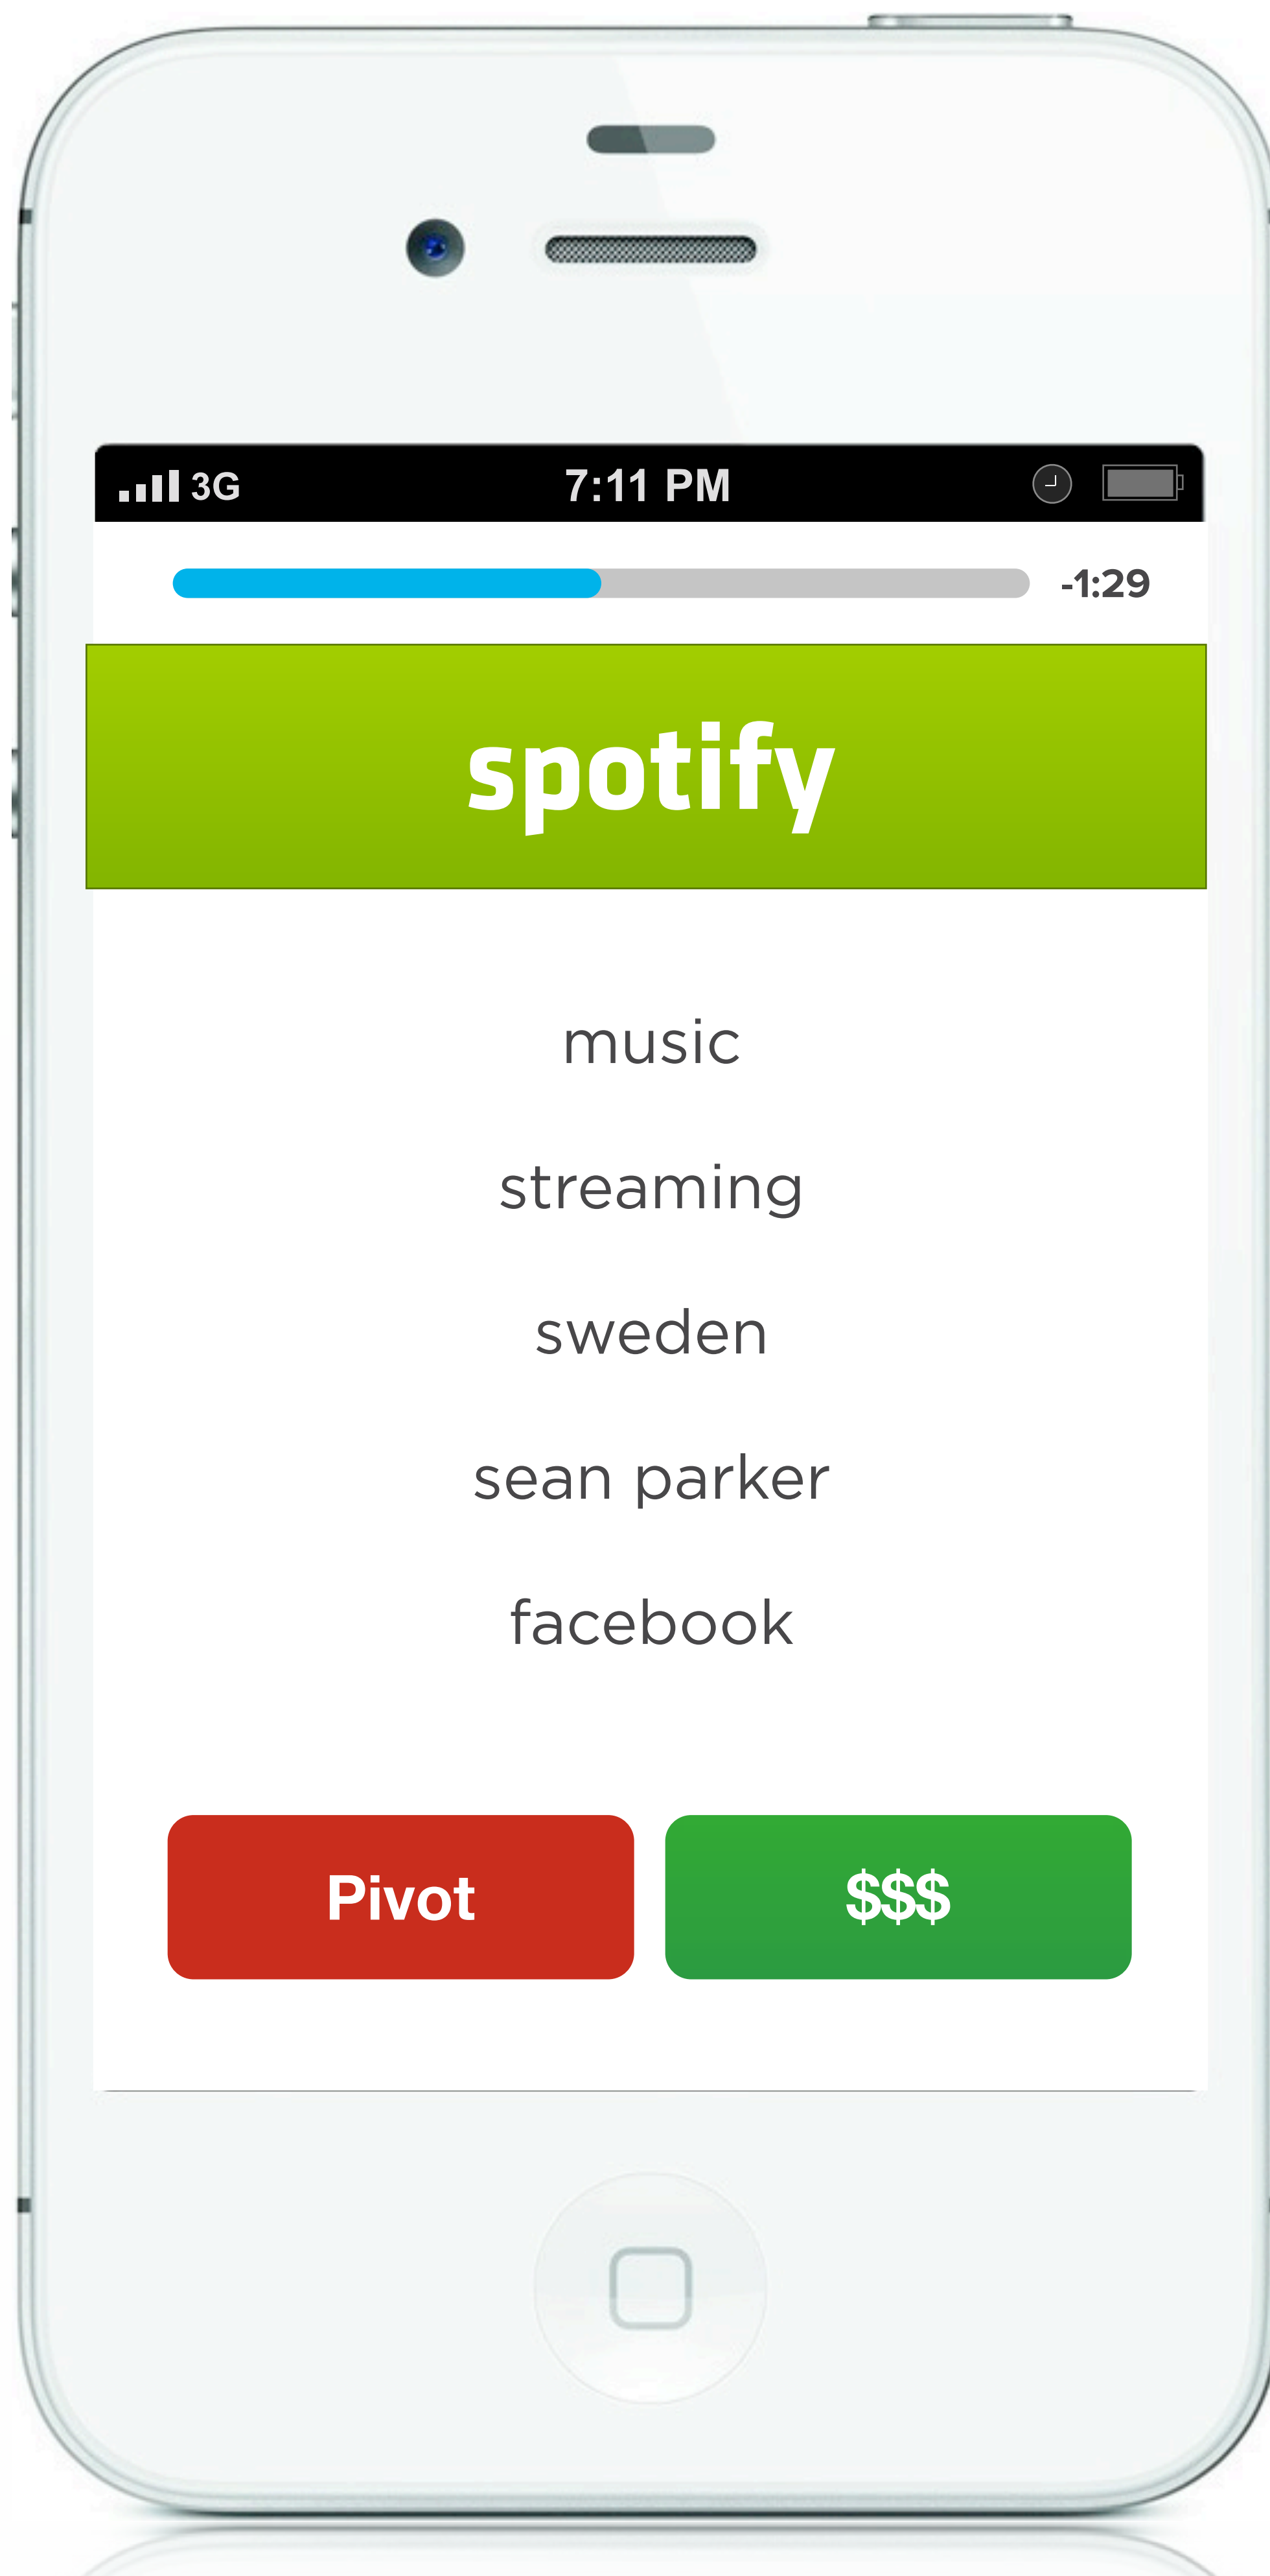 3G 7:11 PM
-1:29
spotify
music
streaming
sweden
sean parker
facebook
Pivot $$$